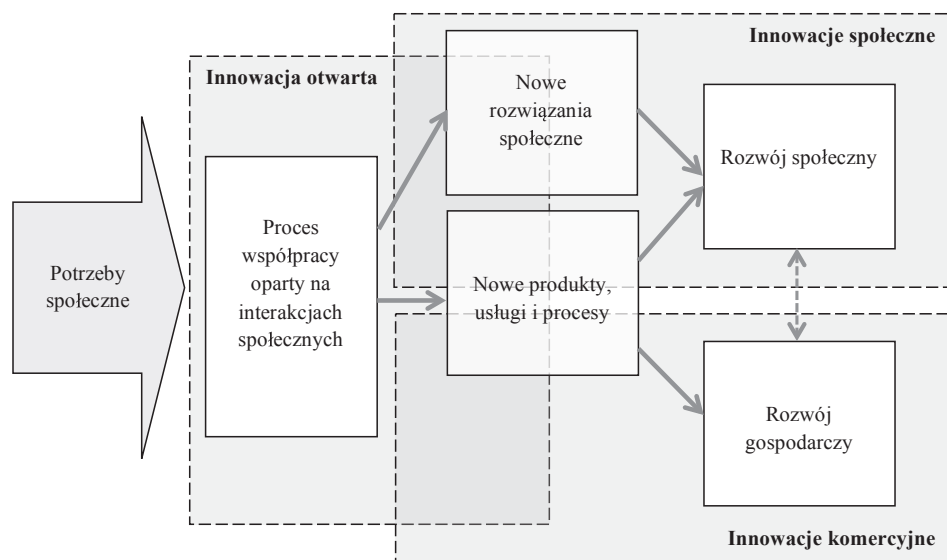 Innowacje społeczne
Innowacja otwarta
Nowe
rozwiązania
społeczne
Rozwój społeczny
Proces
współpracy
oparty na
interakcjach
społecznych
Potrzeby
społeczne
Nowe produkty,
usługi i procesy
Rozwój
gospodarczy
Innowacje komercyjne